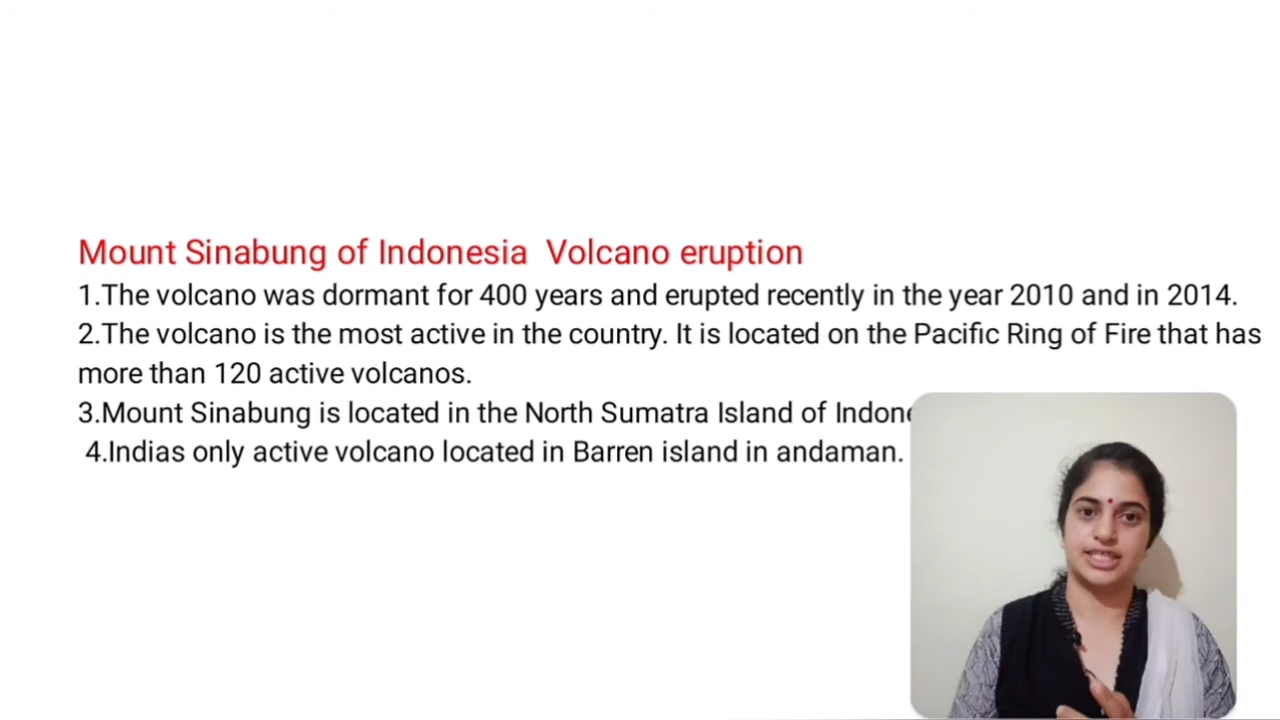 Mount Sinabung of Indonesia  Volcano eruption
1.The volcano was dormant for 400 years and erupted recently in the year 2010 and in 2014.
2.The volcano is the most active in the country. It is located on the Pacific Ring of Fire that has
more than 120 active volcanos.
3.Mount Sinabung is located in the North Sumatra Island of
4.Indias only active volcano located in Barren island in andaman.